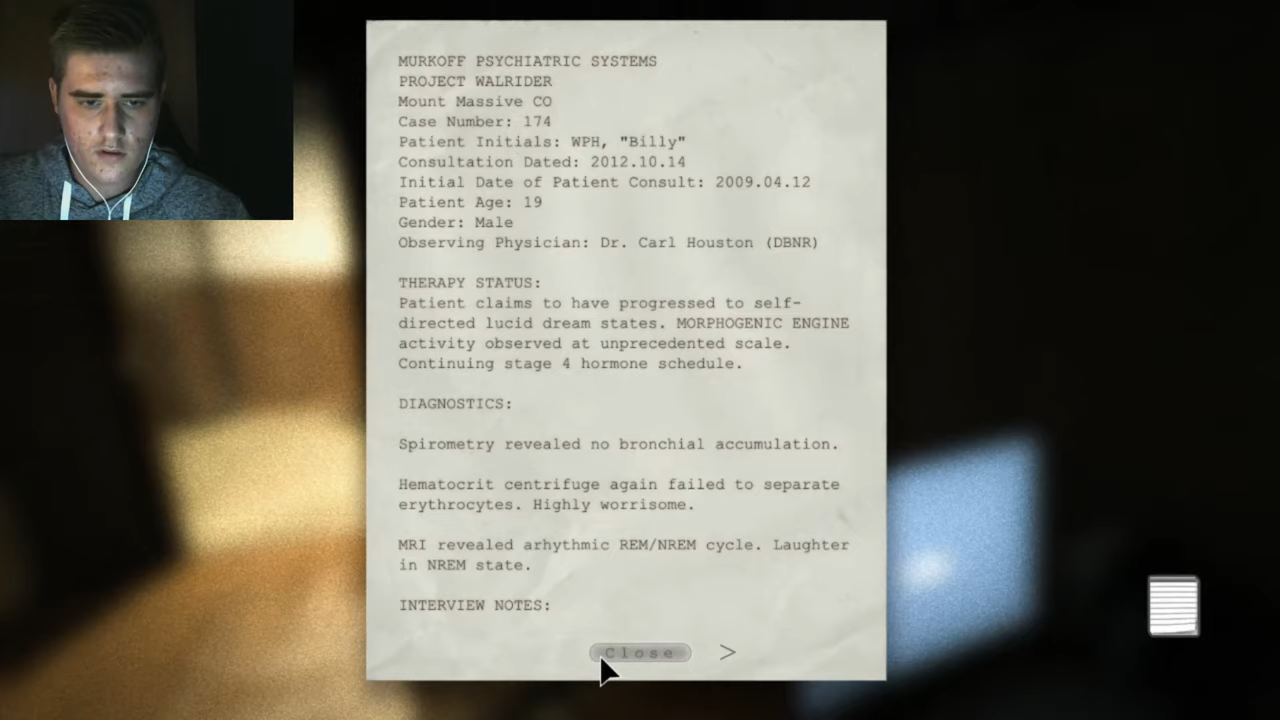 MURKOFF PSYCHIATRIC SYSTEMS
PROJECT WALRIDER
Mount Massive CO
Case Number: 174
Patient Initials: WPH, "Billy"
Consultation Dated: 2012.10.14
Initial Date of Patient Consult: 2009.04.12
Patient Age: 19
Gender: Male
Observing Physician: Dr. Carl Houston (DBNR)
THERAPY STATUS:
Patient claims to have progressed to self-
directed lucid dream states. MORPHOGENIC ENGINE
activity observed at unprecedented scale.
Continuing stage 4 hormone schedule.
DIAGNOSTICS:
Spirometry revealed no bronchial accumulation.
Hematocrit centrifuge again failed to separate
erythrocytes. Highly worrisome.
MRI revealed arhythmic REM/NREM cycle. Laughter
in NREM state.
INTERVIEW NOTES:
Close >